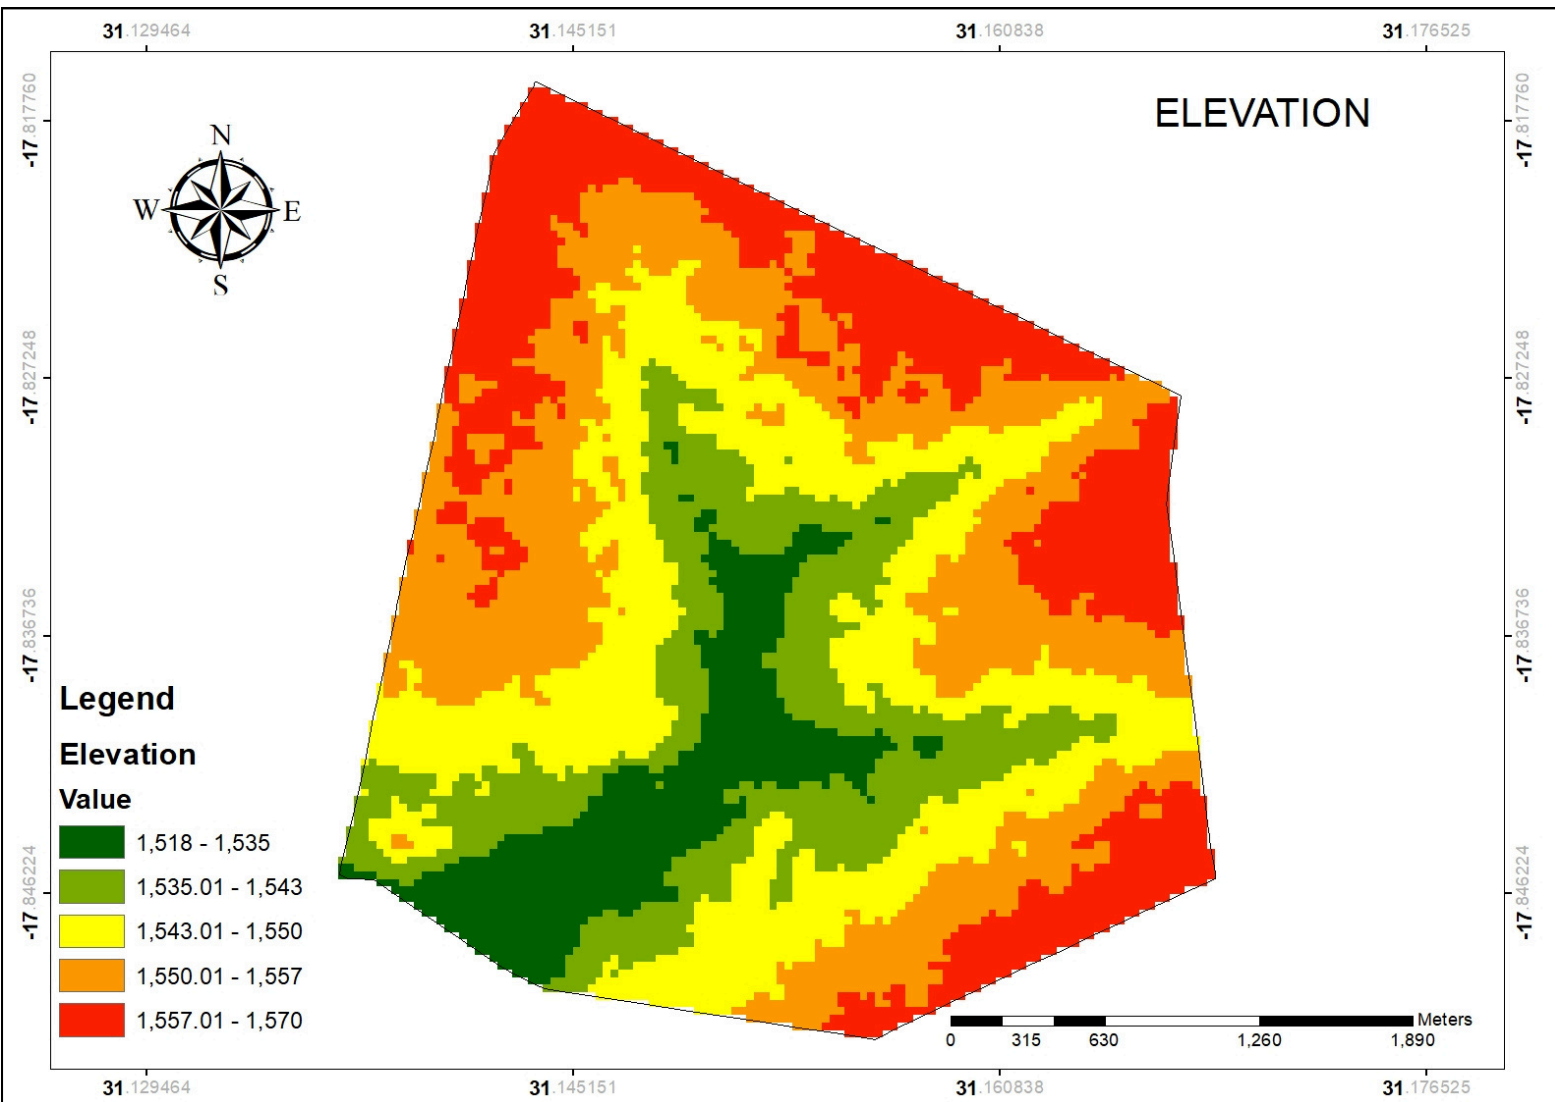 31.129464 31.145151 31.160838 31.176525
ELEVATION
N
W E
S
-17.817760 -17.817760
-17.827248 -17.827248
-17.836736 -17.836736
-17.846224 -17.846224
Legend
Elevation
Value
1,518 - 1,535
1,535.01 - 1,543
1,543.01 - 1,550
1,550.01 - 1,557
1,557.01 - 1,570
Meters
0 315 630 1,260 1,890
31.129464 31.145151 31.160838 31.176525